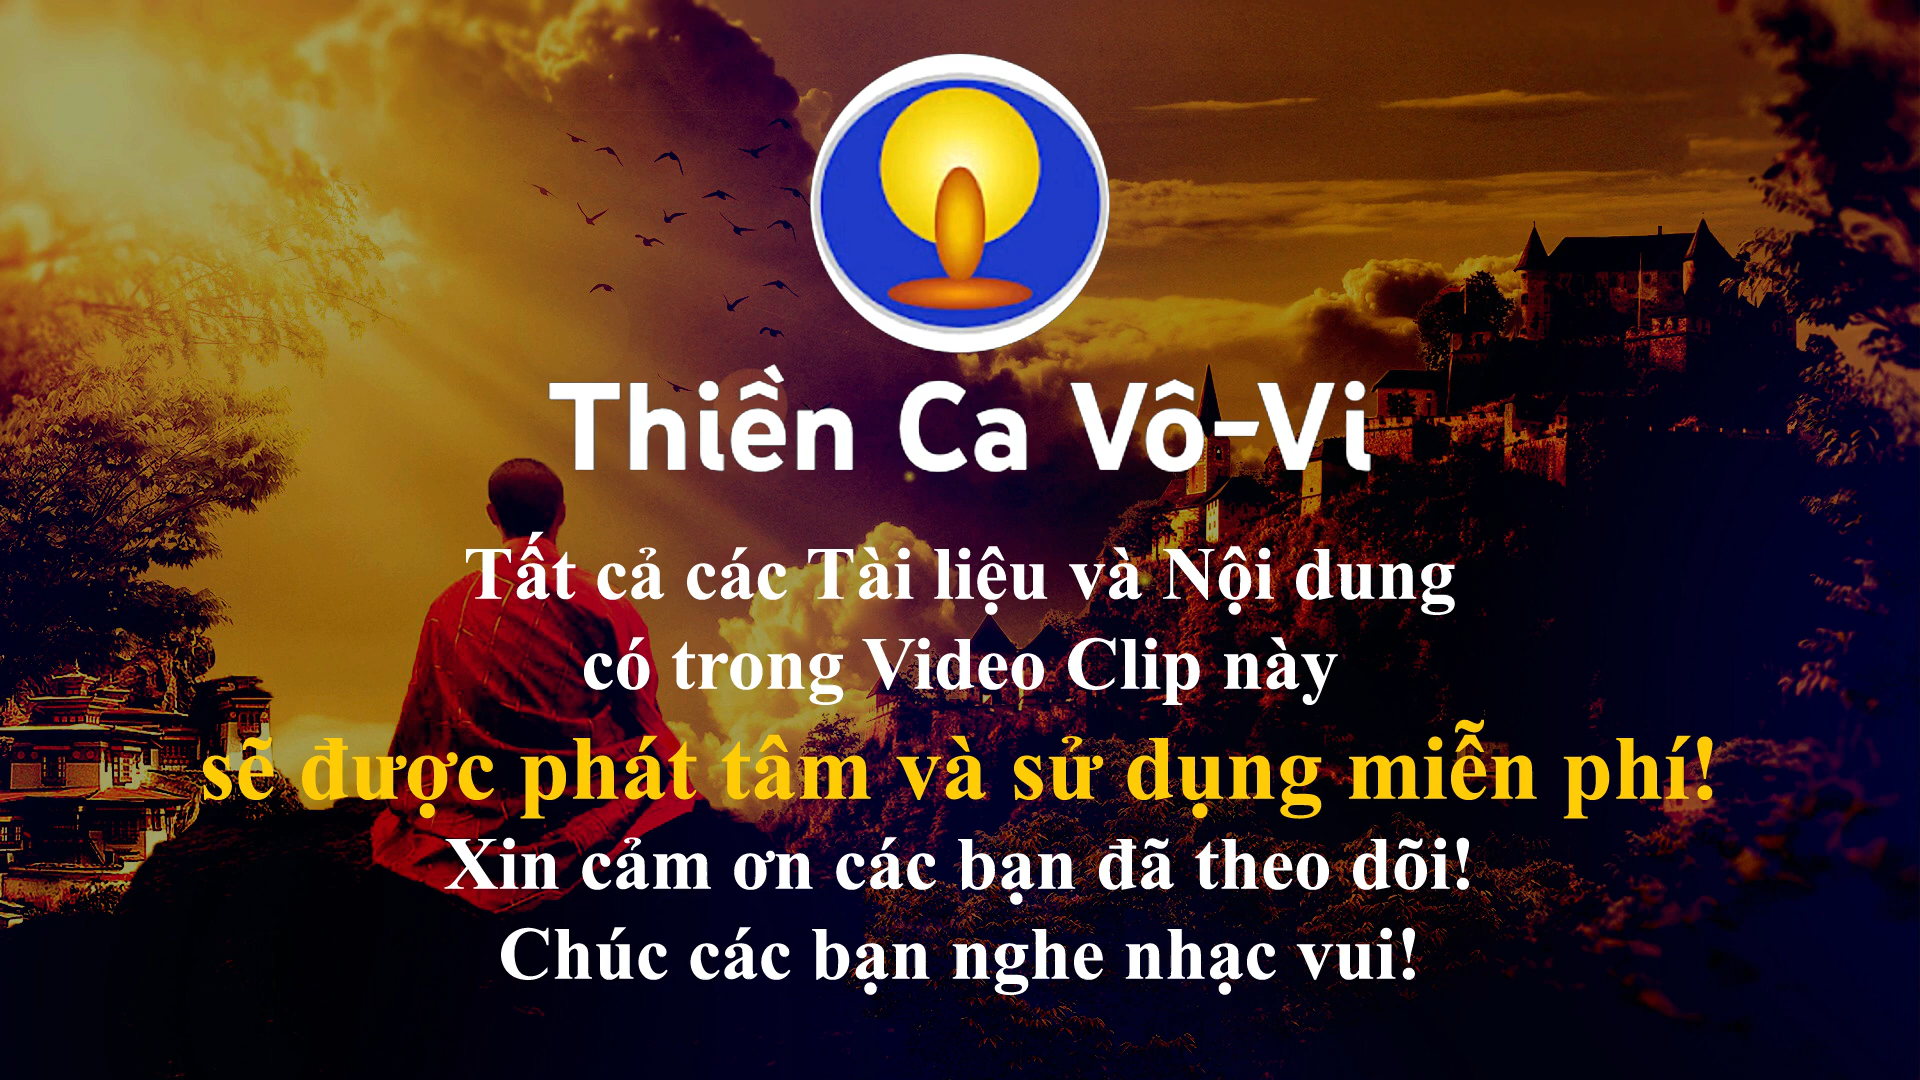 Thiền Ca Vô-Vi
Tất cả các Tài liệu và Nội dung
có trong Video Clip này
sẽ được phát tâm và sử dụng miễn phí!
Xin cảm ơn các bạn đã theo dõi!
Chúc các bạn nghe nhạc vui!